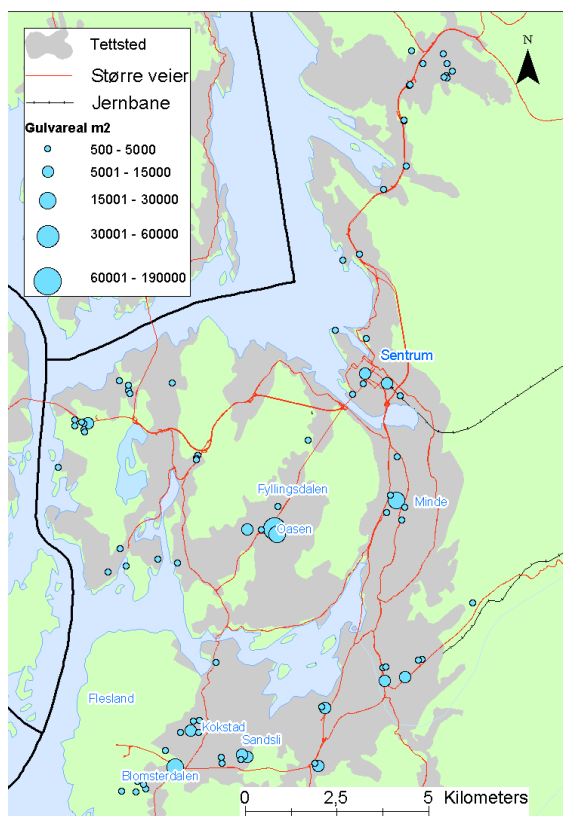 Tettsted
Større veier
Jernbane
Gulvareal m2
500 - 5000
5001 - 15000
15001 - 30000
30001 - 60000
60001 - 190000
N
Sentrum
Fyllingsdalen
Oasen
Minde
Flesland
Kokstad
Sandsli
Blomsterdalen
0 2,5 5 Kilometers